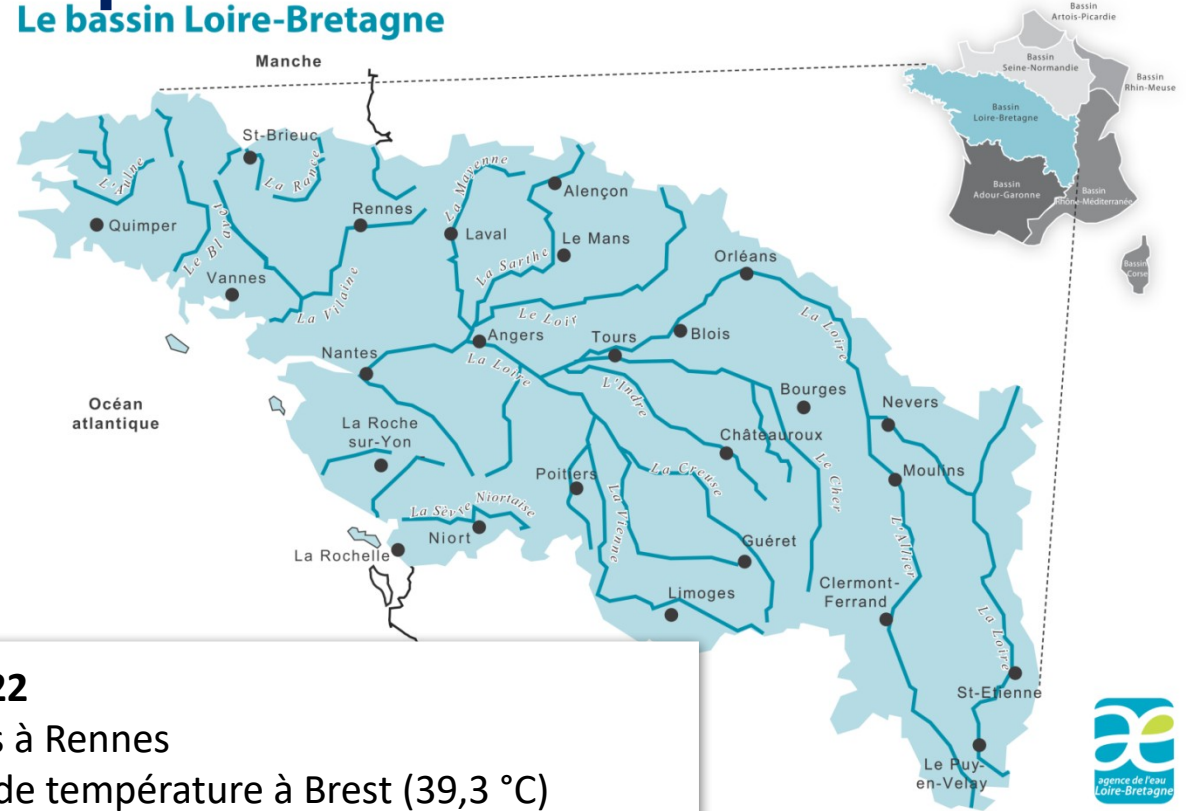 Le bassin Loire-Bretagne
Manche
Bassin
Artois-Picardie
Bassin
Seine-Normandie
Bassin
Rhin-Meuse
Bassin
Loire-Bretagne
Bassin
Adour-Garonne
Bassin
Rhône-Méditerranée
Bassin
Corse
St-Brieuc
L'Aulne
La Rance
La Mayenne
Alençon
Quimper
Rennes
Laval
Le Mans
Le Blavet
Oust
La Sarthe
Orléans
Vannes
La Vilaine
Le Loir
La Loire
Angers
Tours
Blois
Nantes
La Loire
L'Indre
Bourges
Nevers
Océan
atlantique
La Roche
sur-Yon
Châteauroux
Le Cher
Poitiers
La Creuse
Moulins
La Sèvre Niortaise
La Vienne
L'Allier
Niort
La Rochelle
Guéret
Limoges
Clermont-
Ferrand
La Loire
St-Etienne
Le Puy-
en-Velay
22
s à Rennes
de température à Brest (39,3 °C)
agence de l'eau
Loire-Bretagne